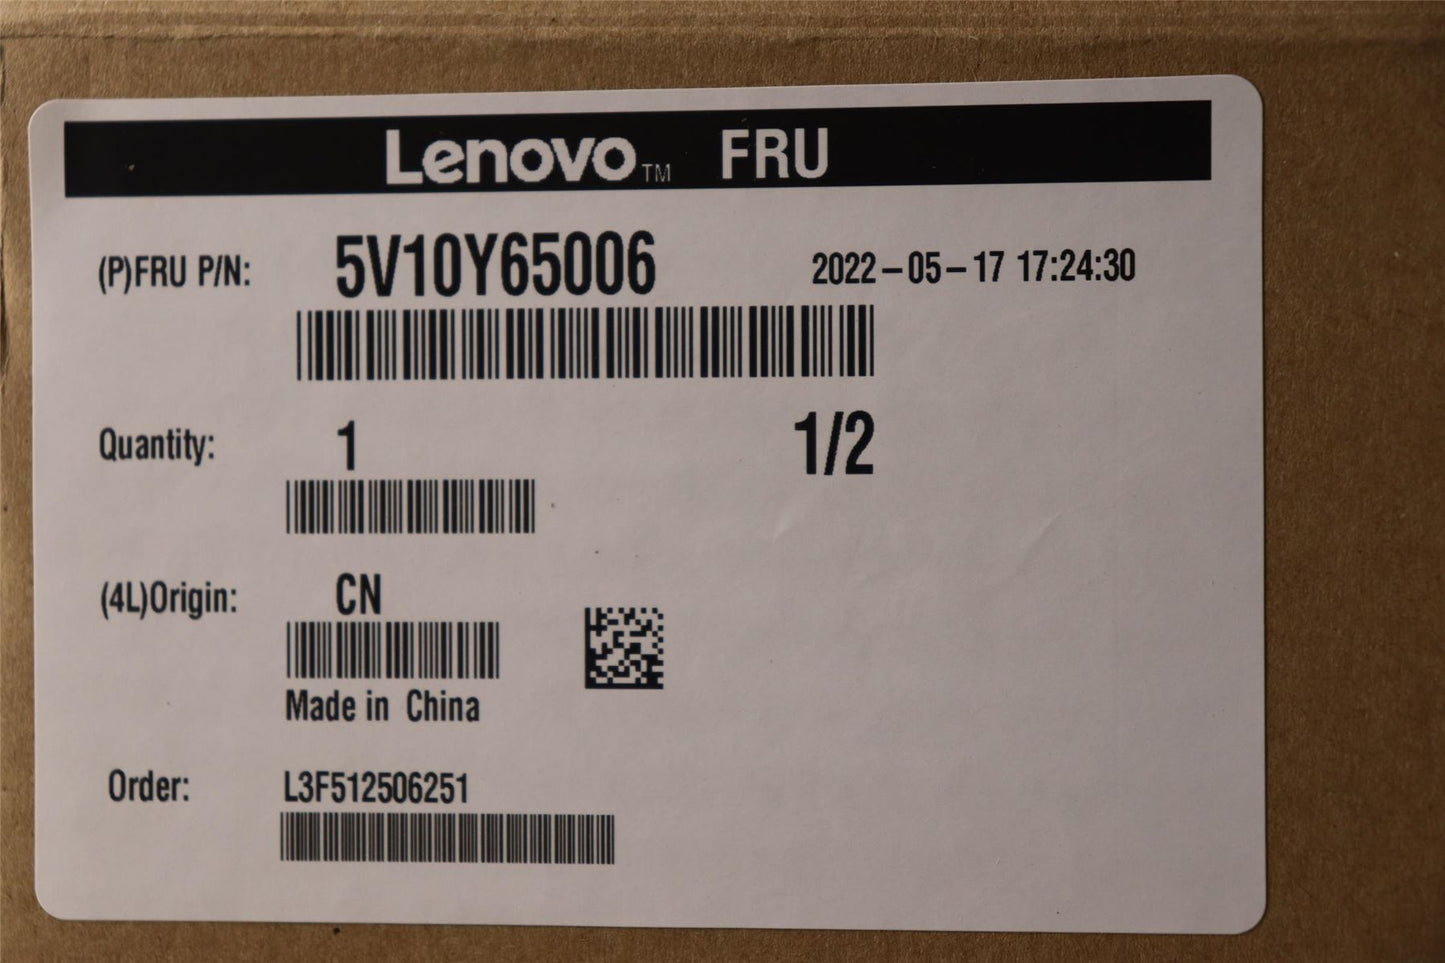 Lenovo™ FRU
(P)FRU P/N: 5V10Y65006 2022-05-17 17:24:30
Quantity: 1 1/2
(4L)Origin: CN
Made in China
Order: L3F512506251